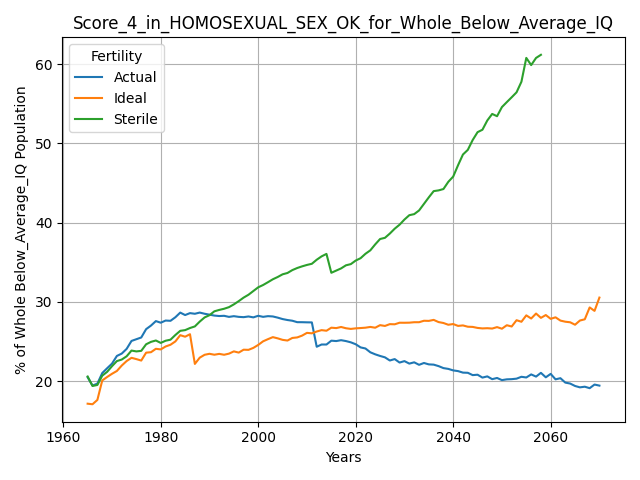 Score_4_in_HOMOSEXUAL_SEX_OK_for_Whole_Below_Average_IQ
Fertility
Actual
Ideal
Sterile
% of Whole Below_Average_IQ Population
60
50
40
30
20
1960
1980
2000
2020
2040
2060
Years